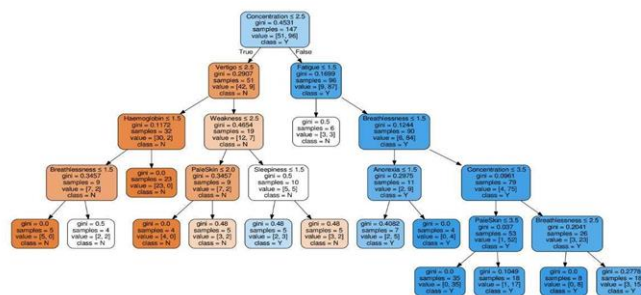 Concentration ≤ 2.5
gini = 0.4531
samples = 147
value = [51, 96]
class = Y
True
False
Vertigo ≤ 2.5
gini = 0.2907
samples = 51
value = [42, 9]
class = N
Fatigue ≤ 1.5
gini = 0.1699
samples = 96
value = [9, 87]
class = Y
Haemoglobin ≤ 1.5
gini = 0.1172
samples = 32
value = [30, 2]
class = N
Weakness ≤ 2.5
gini = 0.4654
samples = 19
value = [12, 7]
class = N
gini = 0.5
samples = 6
value = [3, 3]
class = N
Breathlessness ≤ 1.5
gini = 0.1244
samples = 90
value = [6, 84]
class = Y
Breathlessness ≤ 1.5
gini = 0.3457
samples = 9
value = [7, 2]
class = N
gini = 0.0
samples = 23
value = [23, 0]
class = N
PaleSkin ≤ 2.0
gini = 0.3457
samples = 9
value = [7, 2]
class = N
Sleepiness ≤ 1.5
gini = 0.5
samples = 10
value = [5, 5]
class = N
Anorexia ≤ 1.5
gini = 0.2975
samples = 11
value = [2, 9]
class = Y
Concentration ≤ 3.5
gini = 0.0961
samples = 79
value = [4, 75]
class = Y
gini = 0.0
samples = 5
value = [5, 0]
class = N
gini = 0.5
samples = 4
value = [2, 2]
class = N
gini = 0.0
samples = 4
value = [4, 0]
class = N
gini = 0.48
samples = 5
value = [3, 2]
class = N
gini = 0.48
samples = 5
value = [2, 3]
class = Y
gini = 0.48
samples = 5
value = [3, 2]
class = N
gini = 0.4082
samples = 7
value = [2, 5]
class = Y
gini = 0.0
samples = 4
value = [0, 4]
class = Y
PaleSkin ≤ 3.5
gini = 0.037
samples = 53
value = [1, 52]
class = Y
Breathlessness ≤ 2.5
gini = 0.2041
samples = 26
value = [3, 23]
class = Y
gini = 0.0
samples = 35
value = [0, 35]
class = Y
gini = 0.1049
samples = 18
value = [1, 17]
class = Y
gini = 0.0
samples = 8
value = [0, 8]
class = Y
gini = 0.2778
samples = 18
value = [3, 15]
class = Y